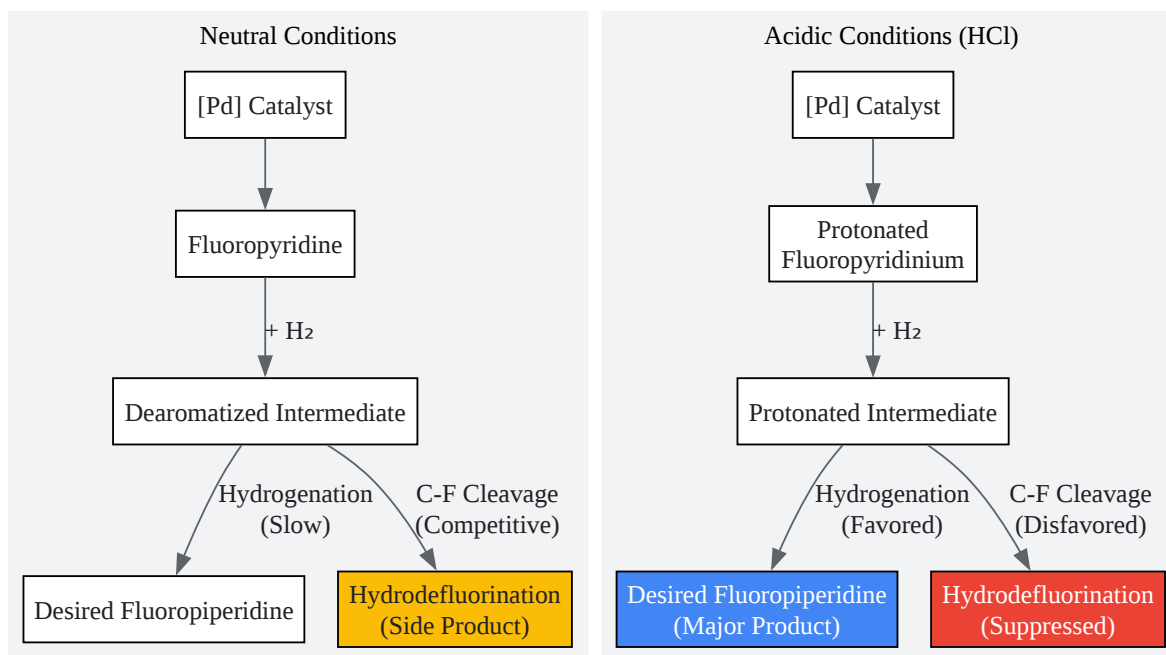 Neutral Conditions
[Pd] Catalyst
Fluoropyridine
+ H₂
Dearomatized Intermediate
Hydrogenation
(Slow)
C-F Cleavage
(Competitive)
Desired Fluoropiperidine
Hydrodefluorination
(Side Product)
Acidic Conditions (HCl)
[Pd] Catalyst
Protonated
Fluoropyridinium
+ H₂
Protonated Intermediate
Hydrogenation
(Favored)
C-F Cleavage
(Disfavored)
Desired Fluoropiperidine
(Major Product)
Hydrodefluorination
(Suppressed)